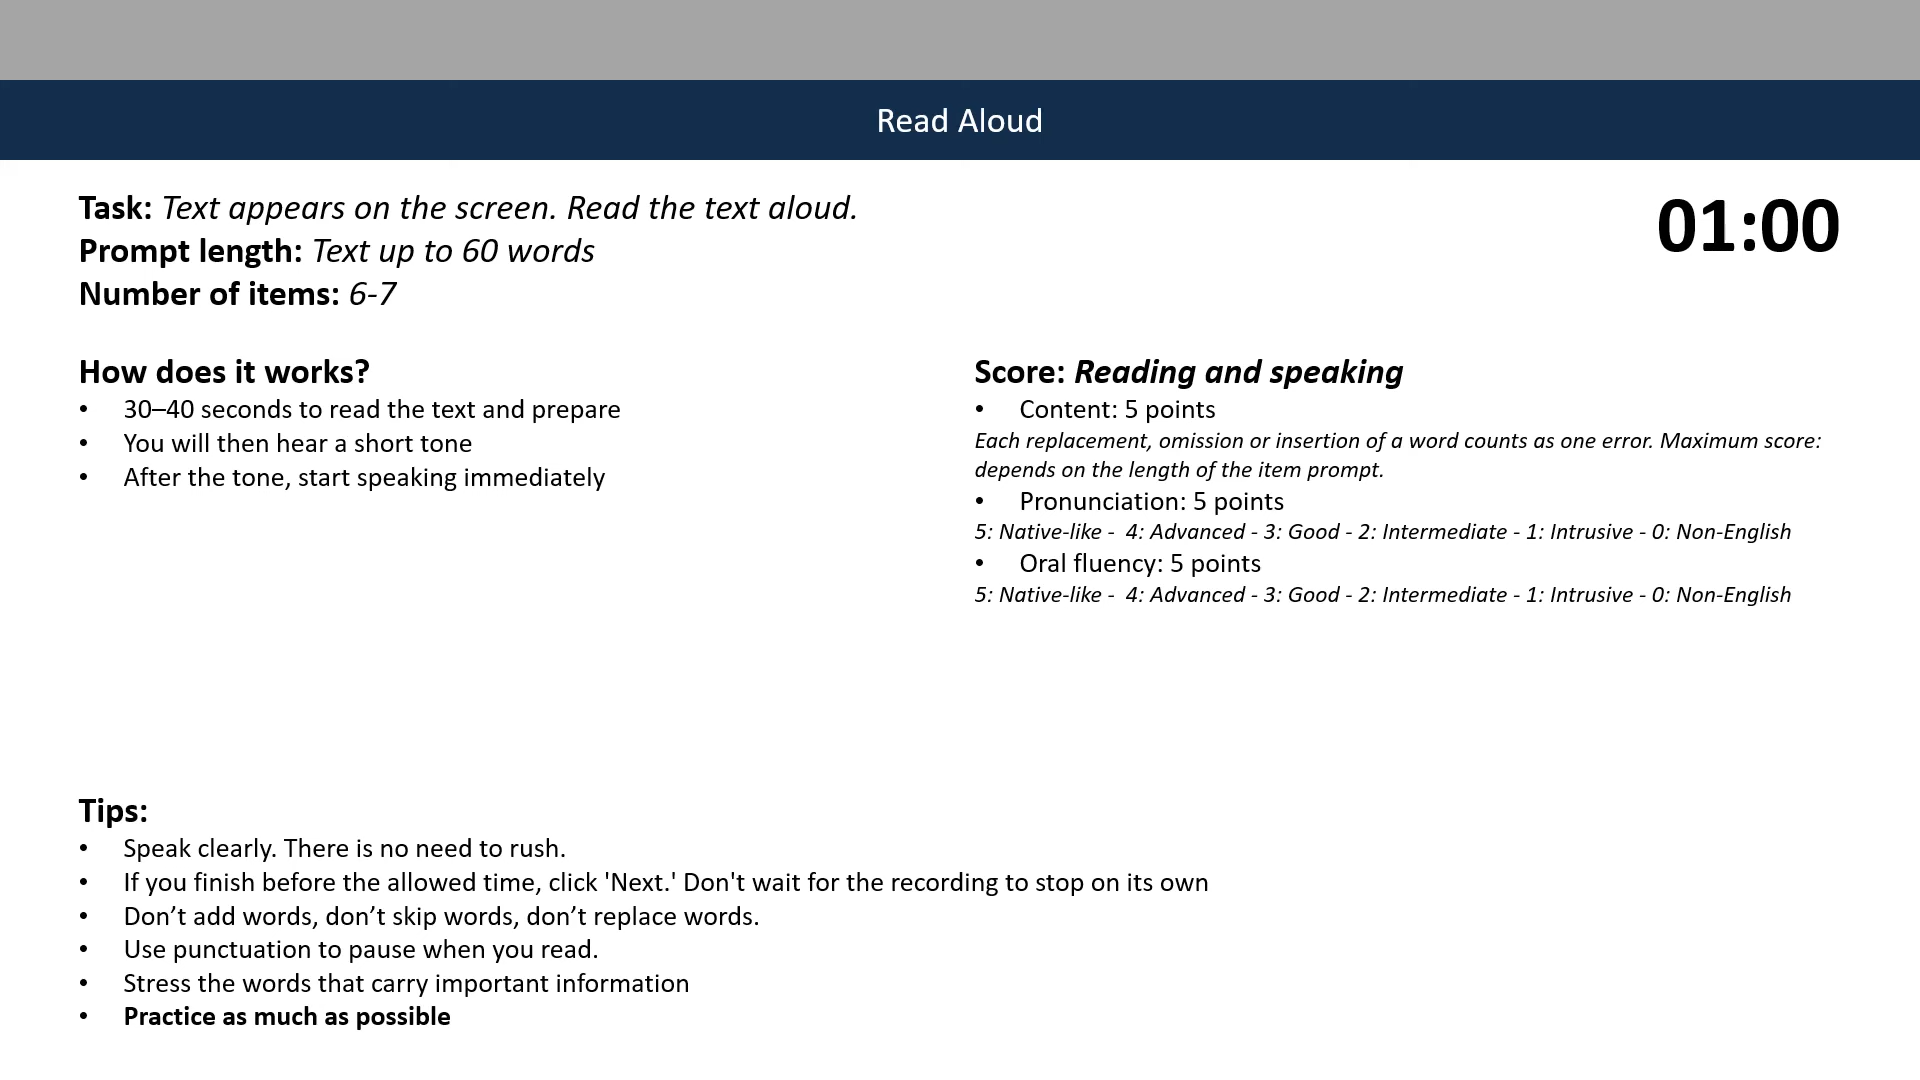 Read Aloud
Task: Text appears on the screen. Read the text aloud.
01:00
Prompt length: Text up to 60 words
Number of items: 6-7
How does it works?
• 30–40 seconds to read the text and prepare
• You will then hear a short tone
• After the tone, start speaking immediately
Score: Reading and speaking
• Content: 5 points
Each replacement, omission or insertion of a word counts as one error. Maximum score:
depends on the length of the item prompt.
• Pronunciation: 5 points
5: Native-like -  4: Advanced - 3: Good - 2: Intermediate - 1: Intrusive - 0: Non-English
• Oral fluency: 5 points
5: Native-like -  4: Advanced - 3: Good - 2: Intermediate - 1: Intrusive - 0: Non-English
Tips:
• Speak clearly. There is no need to rush.
• If you finish before the allowed time, click 'Next.' Don't wait for the recording to stop on its own
• Don’t add words, don’t skip words, don’t replace words.
• Use punctuation to pause when you read.
• Stress the words that carry important information
• Practice as much as possible